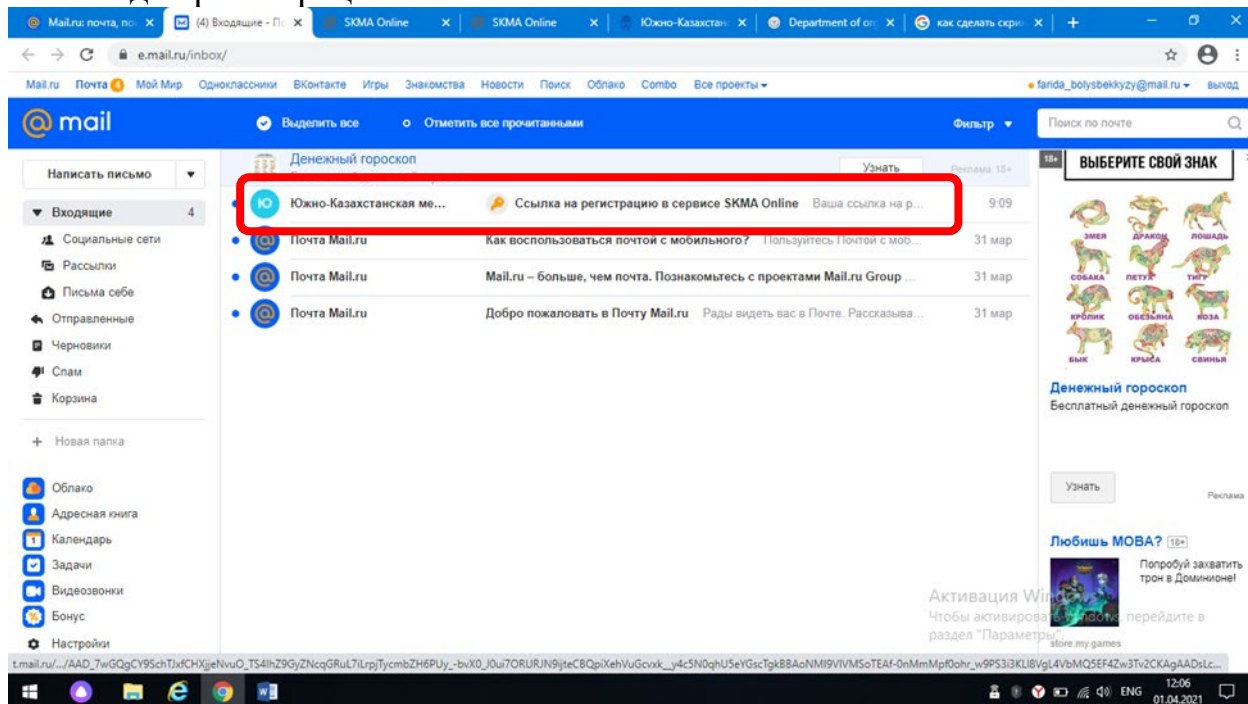 Mail.ru: почта, по
(4) Входящие - По
SKMA Online
SKMA Online
Южно-Казахстан
Department of org
как сделать скри
e.mail.ru/inbox/
Mail.ru Почта 4 Мой Мир Одноклассники ВКонтакте Игры Знакомства Новости Поиск Облако Combo Все проекты
farida_bolysbekkyzy@mail.ru выход
@mail
Выделить все
Отметить все прочитанными
Фильтр
Поиск по почте
Написать письмо
Входящие 4
Социальные сети
Рассылки
Письма себе
Отправленные
Черновики
Спам
Корзина
+ Новая папка
Облако
Адресная книга
Календарь
Задачи
Видеозвонки
Бонус
Настройки
Денежный гороскоп
Узнать
Реклама 18+
Ю Южно-Казахстанская ме... Ссылка на регистрацию в сервисе SKMA Online Ваша ссылка на р... 9:09
Почта Mail.ru Как воспользоваться почтой с мобильного? Пользуйтесь Почтой с моб... 31 мар
Почта Mail.ru Mail.ru – больше, чем почта. Познакомьтесь с проектами Mail.ru Group ... 31 мар
Почта Mail.ru Добро пожаловать в Почту Mail.ru Рады видеть вас в Почте. Рассказыва... 31 мар
18+
ВЫБЕРИТЕ СВОЙ ЗНАК
ЗМЕЯ ДРАКОН ЛОШАДЬ
СОБАКА ПЕТУХ ТИГР
КРОЛИК ОБЕЗЬЯНА КОЗА
БЫК КРЫСА СВИНЬЯ
Денежный гороскоп
Бесплатный денежный гороскоп
Узнать
Реклама
Любишь МОВА? 18+
Попробуй захватить
трон в Доминионе!
store.my.games
Активация Windows
Чтобы активировать Windows, перейдите в
раздел "Параметры".
ENG
12:06
01.04.2021